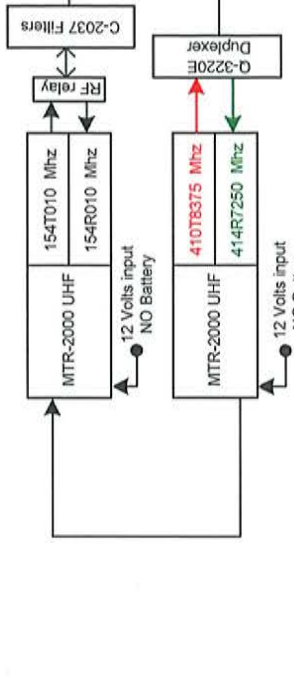 C-2037 Filters
RF relay
154T010 Mhz
154R010 Mhz
MTR-2000 UHF
12 Volts input
NO Battery
Q-3220E
Duplexer
410T8375 Mhz
414R7250 Mhz
MTR-2000 UHF
12 Volts input